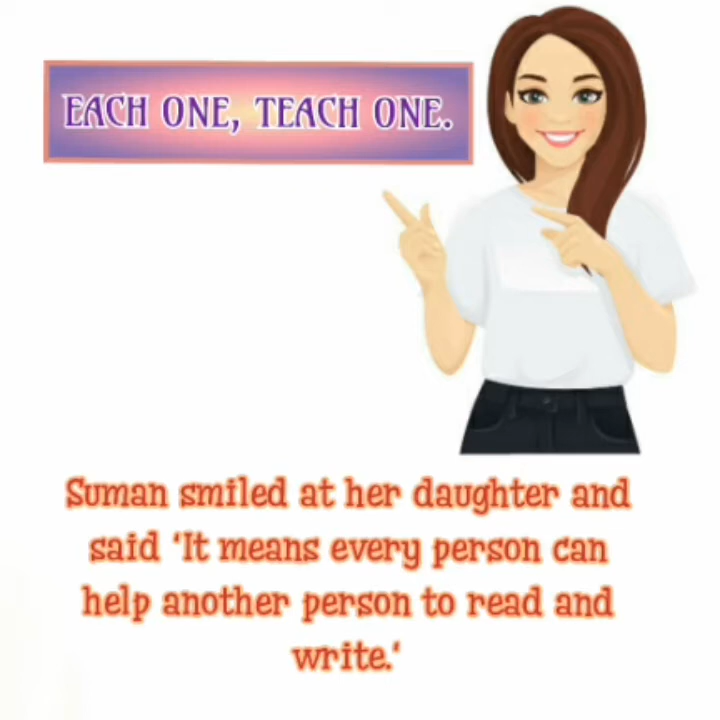 EACH ONE, TEACH ONE.
Suman smiled at her daughter and
said ‘It means every person can
help another person to read and
write.‘